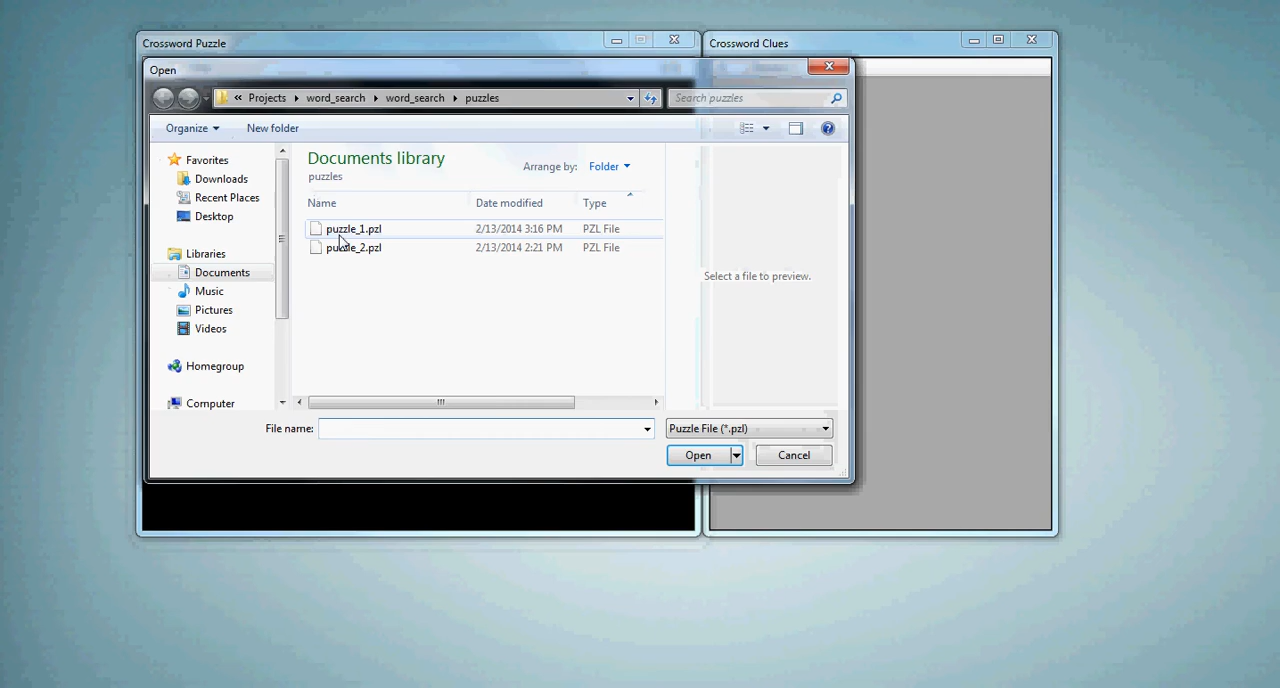 Crossword Puzzle
Crossword Clues
Open
« Projects word_search word_search puzzles
Search puzzles
Organize
New folder
Favorites
Downloads
Recent Places
Desktop
Libraries
Documents
Music
Pictures
Videos
Homegroup
Computer
Documents library
puzzles
Arrange by: Folder
Name Date modified Type
puzzle_1.pzl 2/13/2014 3:16 PM PZL File
puzzle_2.pzl 2/13/2014 2:21 PM PZL File
Select a file to preview.
File name:
Puzzle File (*.pzl)
Open
Cancel